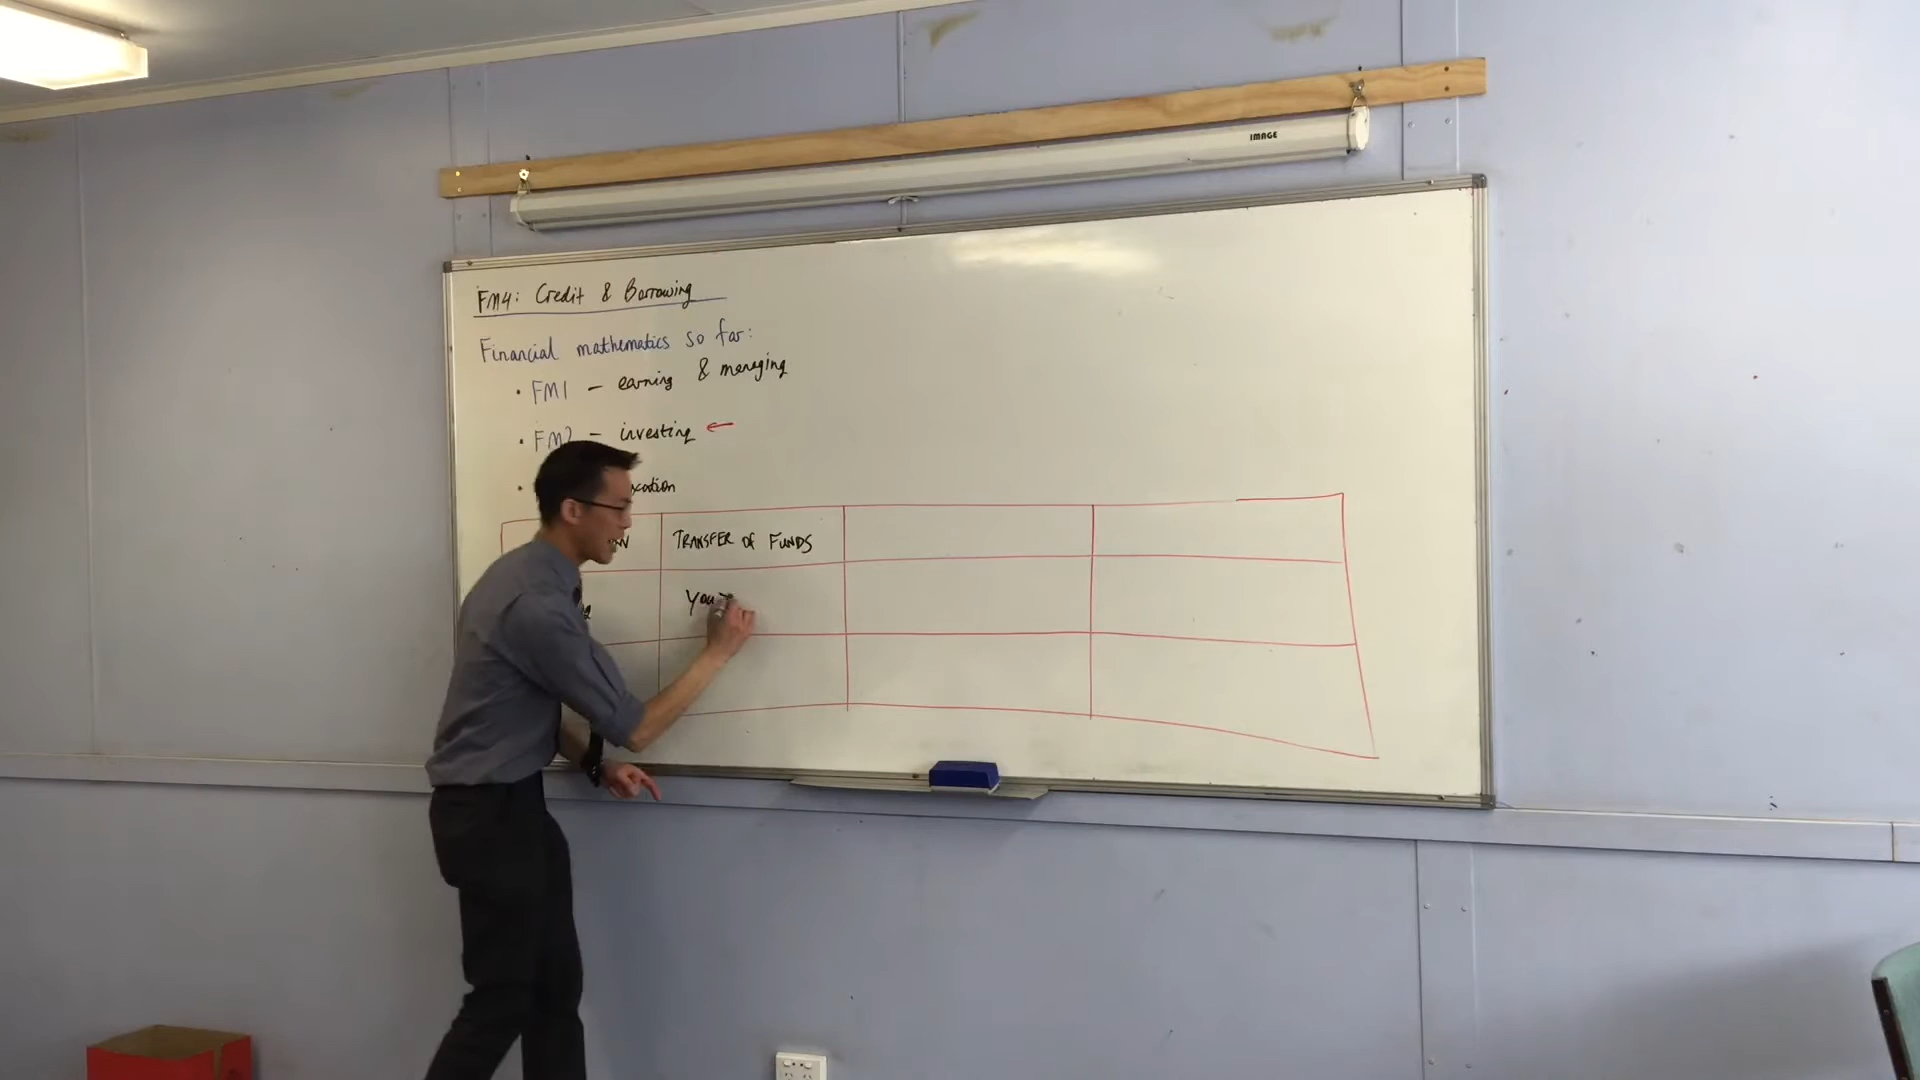 IMAGE
FM4: Credit & Borrowing
Financial mathematics so far:
• FM1 – earning & managing
• FM2 – investing ←
•
TRANSFER OF FUNDS
You